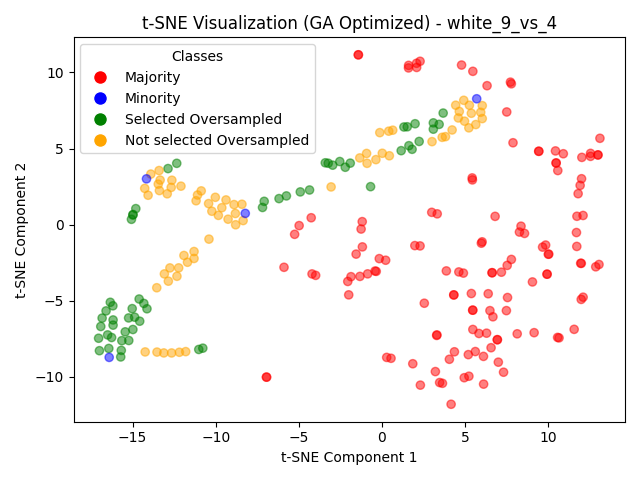 t-SNE Visualization (GA Optimized) - white_9_vs_4
Classes
Majority
Minority
Selected Oversampled
Not selected Oversampled
t-SNE Component 2
10
5
0
−5
−10
−15
−10
−5
0
5
10
t-SNE Component 1